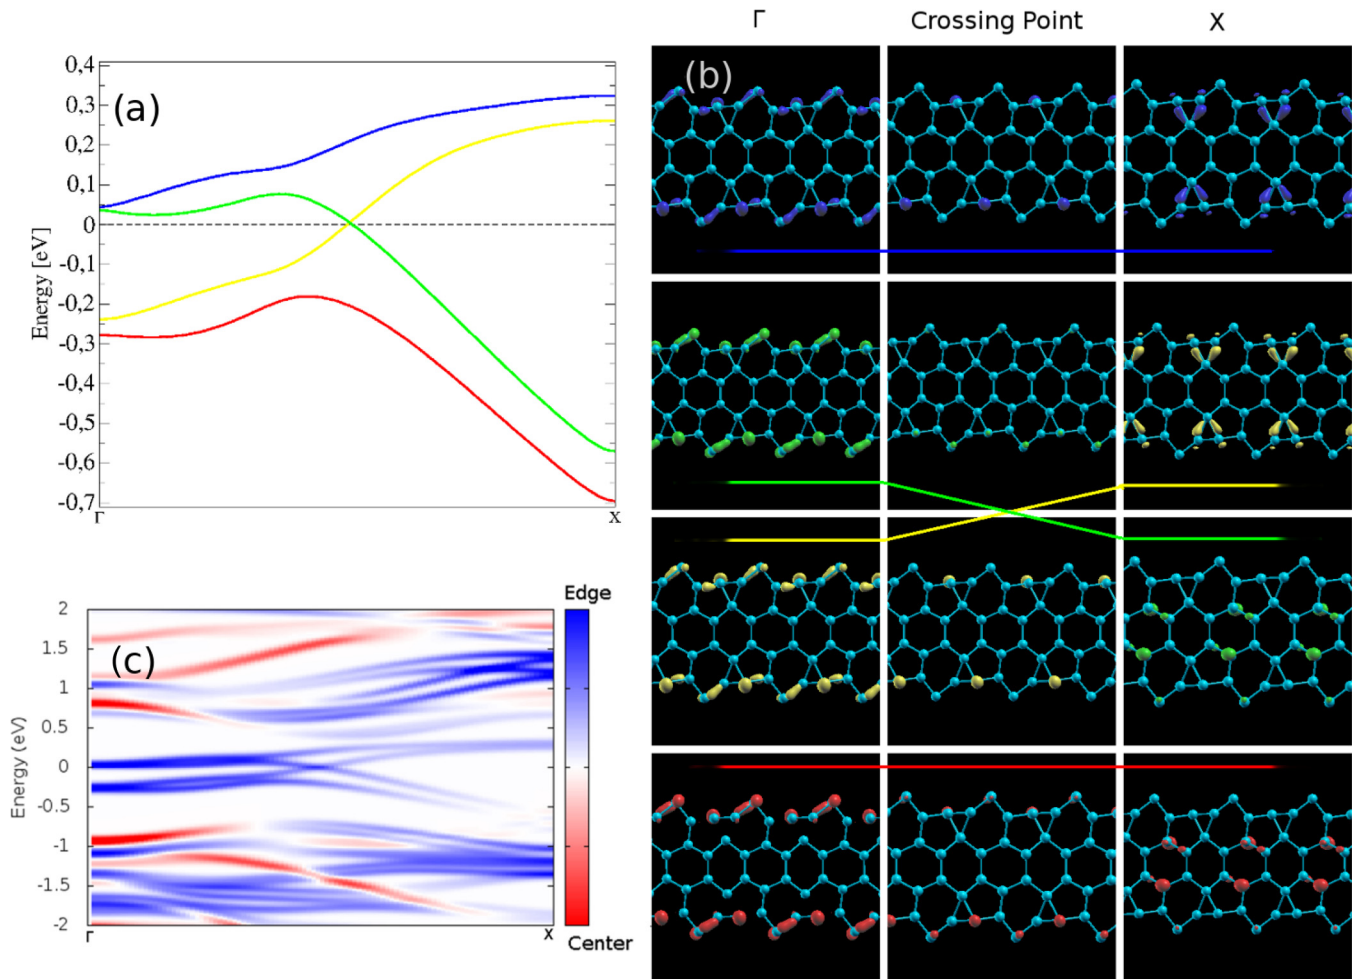 Γ Crossing Point X
(a)
0,4
0,3
0,2
0,1
0
-0,1
-0,2
-0,3
-0,4
-0,5
-0,6
-0,7
Energy [eV]
Γ X
(b)
(c)
Edge
Center
2
1.5
1
0.5
0
-0.5
-1
-1.5
-2
Energy (eV)
Γ X